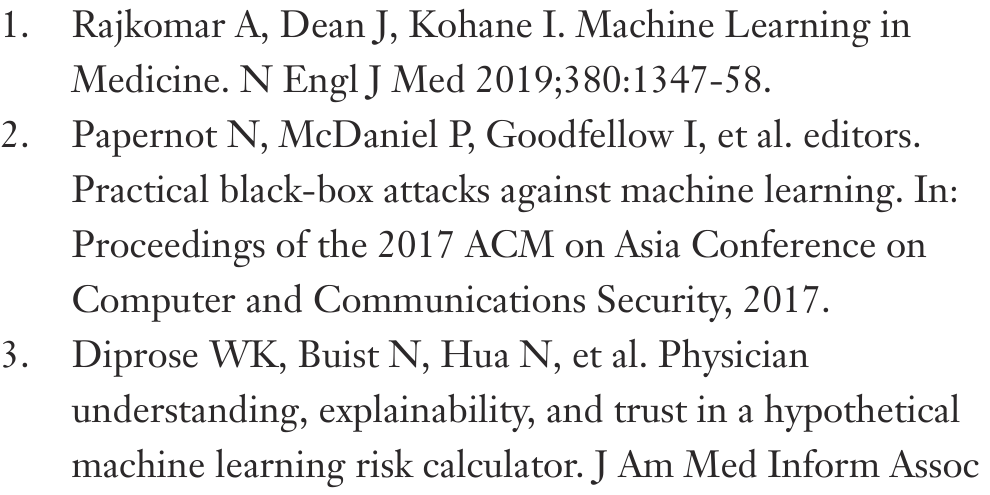 1. Rajkomar A, Dean J, Kohane I. Machine Learning in
Medicine. N Engl J Med 2019;380:1347-58.
2. Papernot N, McDaniel P, Goodfellow I, et al. editors.
Practical black-box attacks against machine learning. In:
Proceedings of the 2017 ACM on Asia Conference on
Computer and Communications Security, 2017.
3. Diprose WK, Buist N, Hua N, et al. Physician
understanding, explainability, and trust in a hypothetical
machine learning risk calculator. J Am Med Inform Assoc